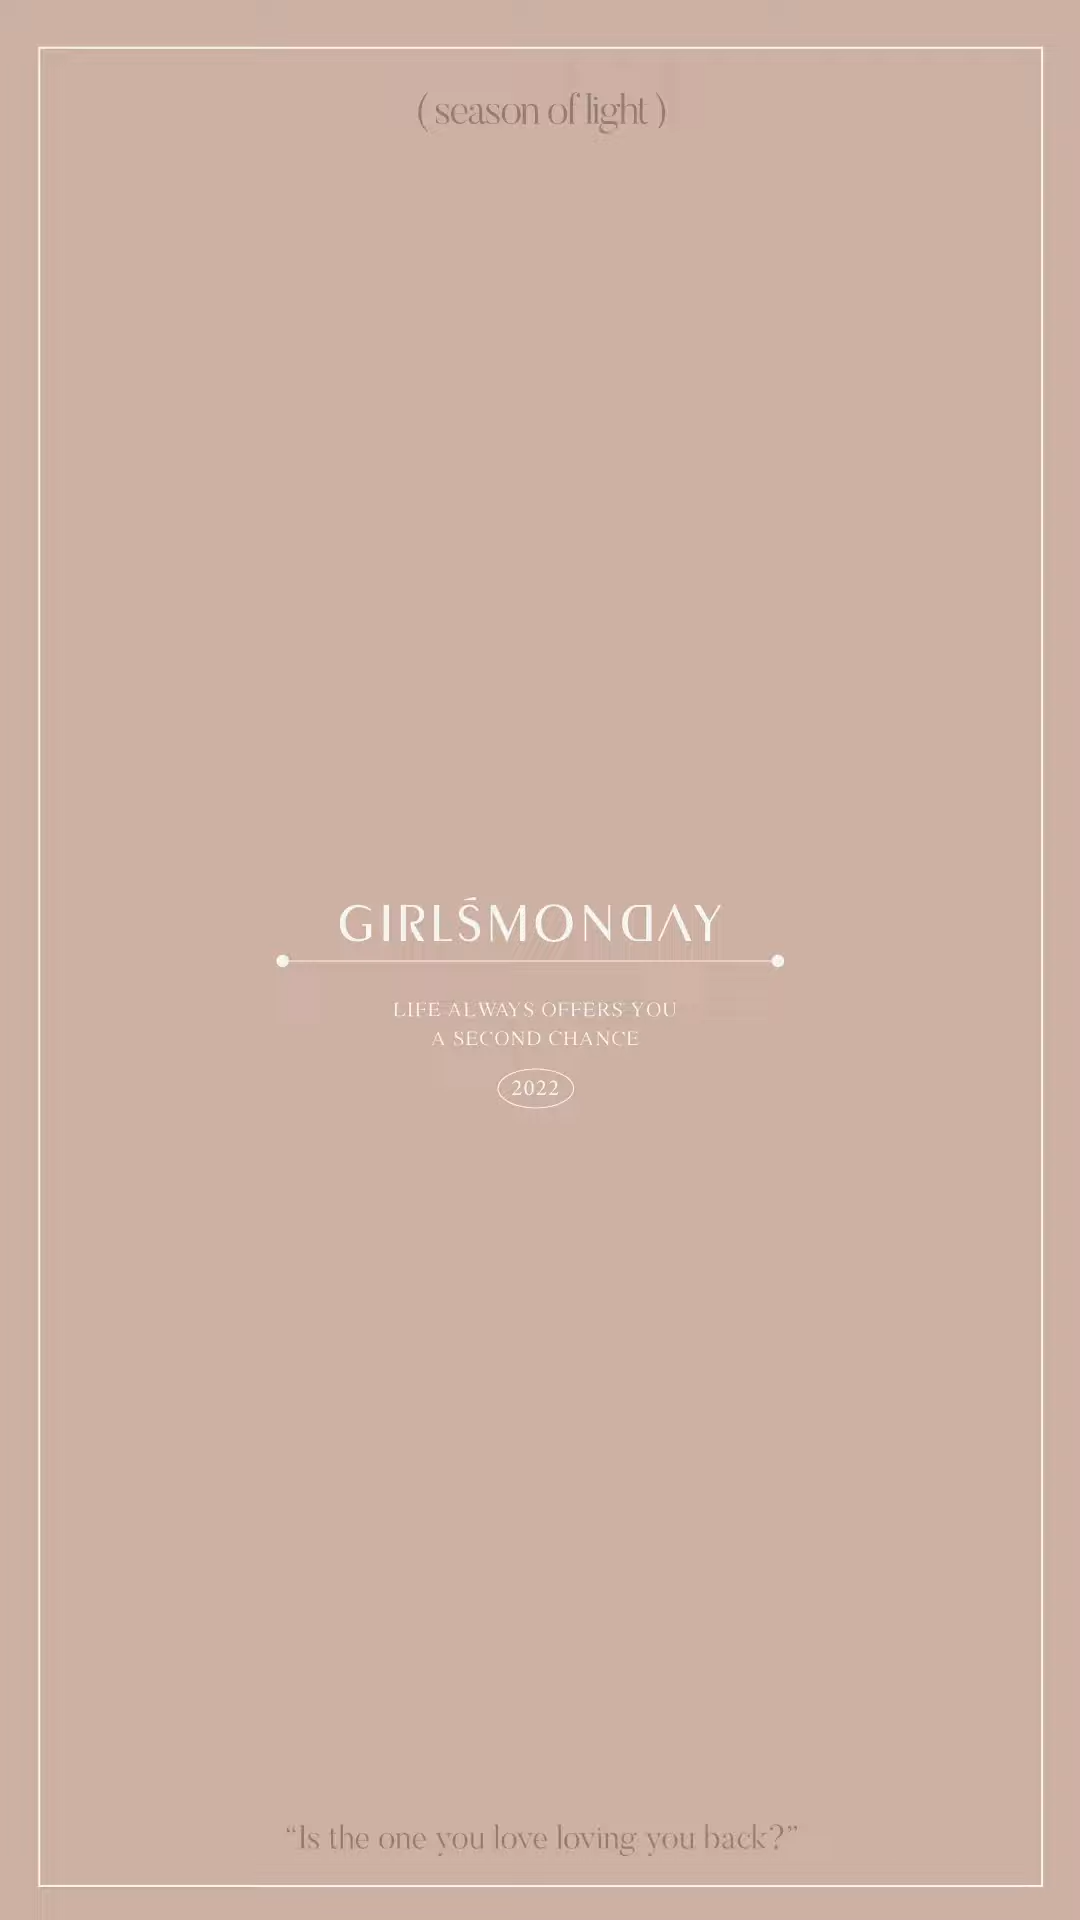 ( season of light )
GIRLŚMONDAY
LIFE ALWAYS OFFERS YOU
A SECOND CHANCE
2022
“Is the one you love loving you back?”